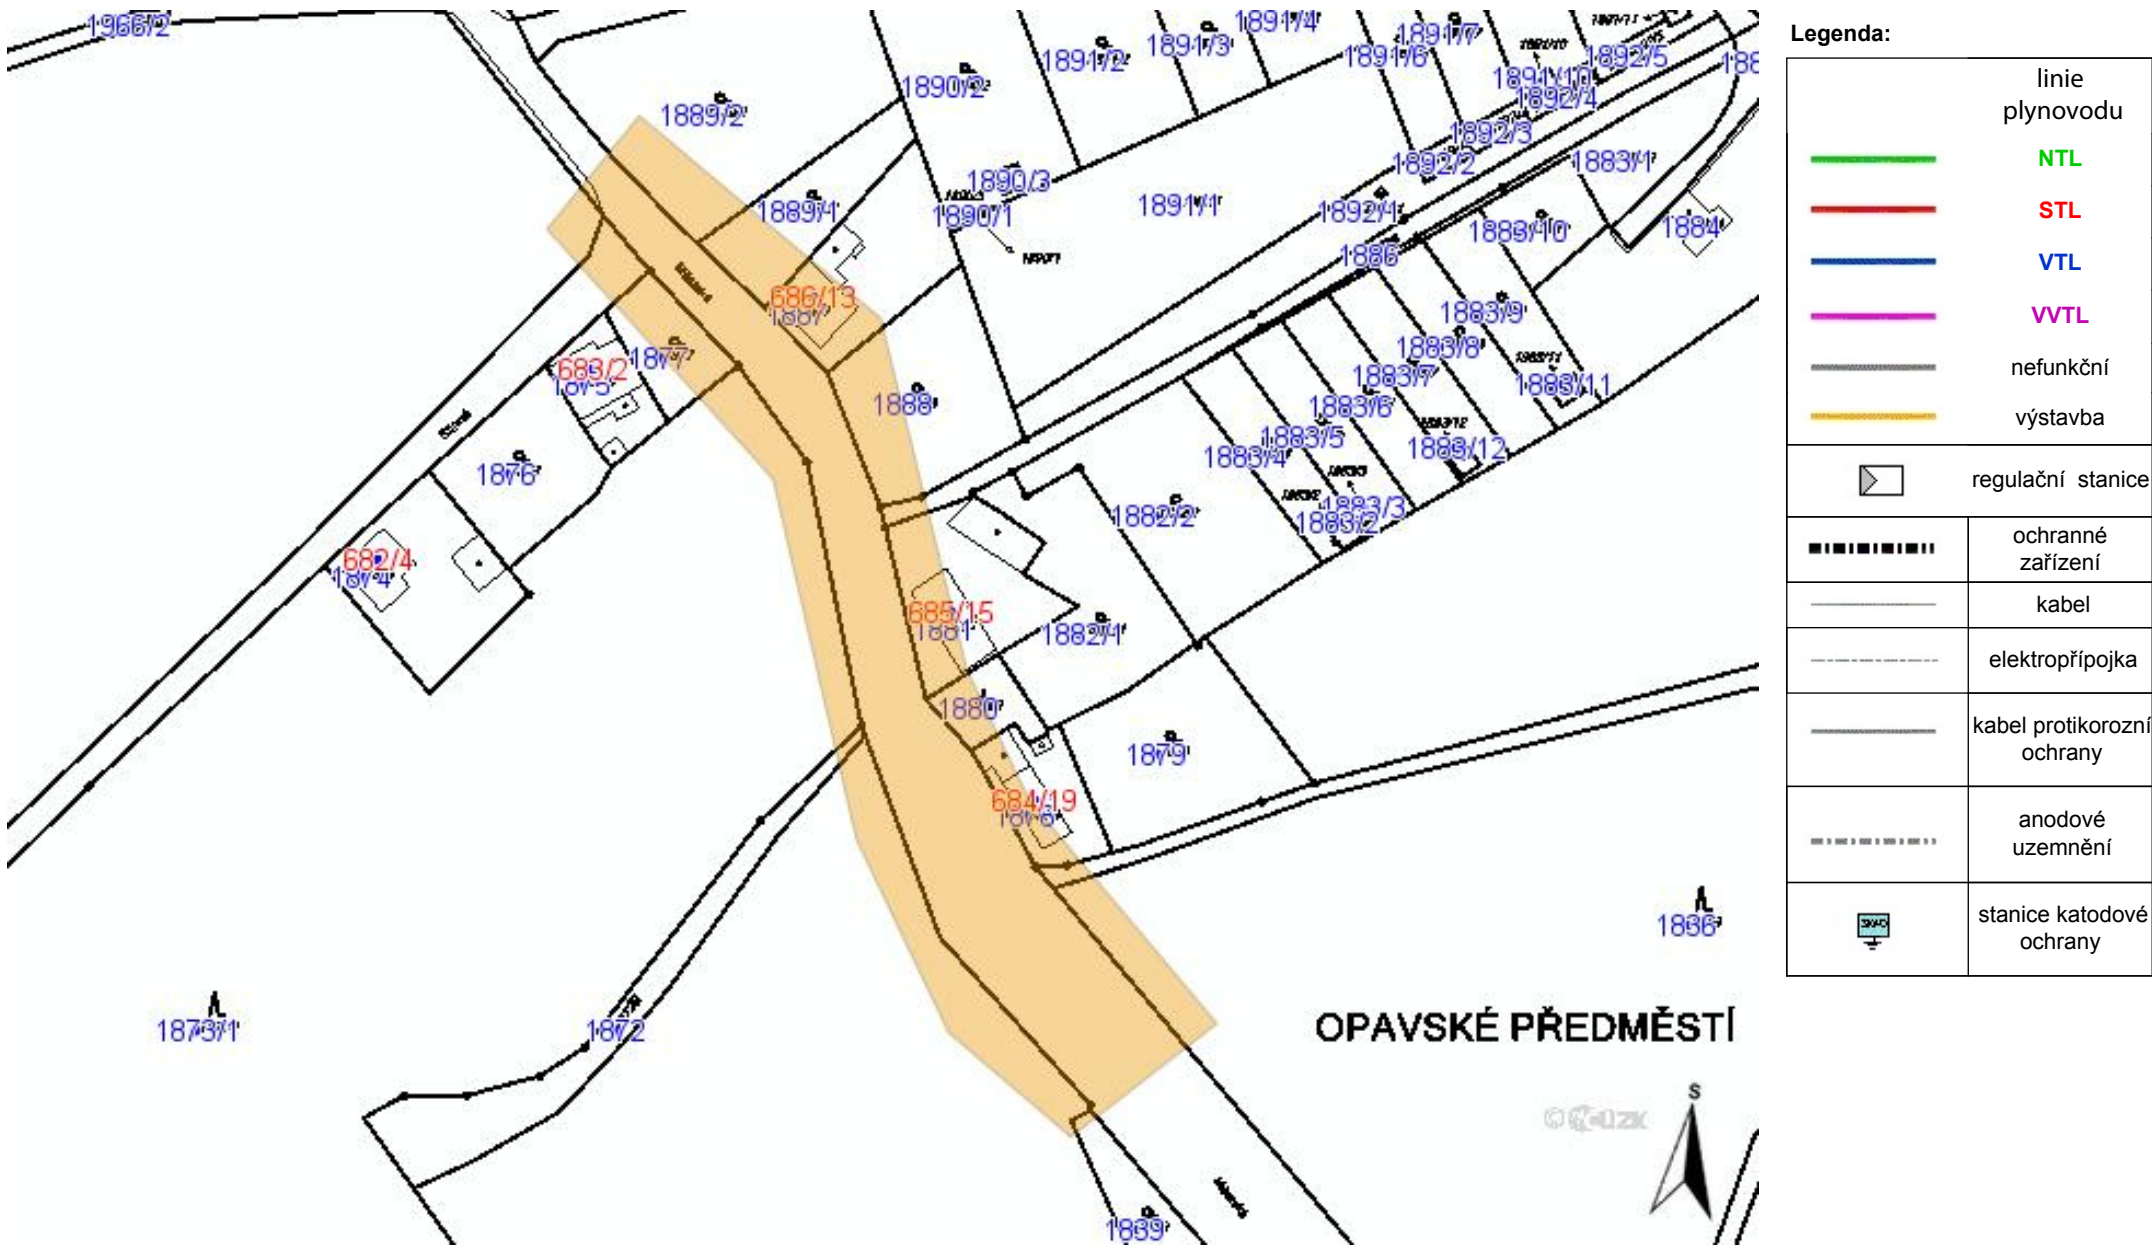 1966/2
1889/2
1890/2
1891/2
1891/3
1891/4
1891/6
1891/7
1891/10
1892/5
1892/4
1892/3
1892/2
1883/1
1889/1
1890/3
1890/1
1891/1
1892/1
1886
1883/10
1884
686/13
1887
683/2
1875
1877
1888
1883/9
1883/8
1883/7
1883/6
1883/5
1883/4
1883/11
1883/12
1883/3
1883/2
1876
682/4
1874
1882/2
685/15
1881
1882/1
1880
1879
684/19
1878
1836
1873/1
1872
1839
OPAVSKÉ PŘEDMĚSTÍ
S
Legenda:
linie
plynovodu
NTL
STL
VTL
VVTL
nefunkční
výstavba
regulační stanice
ochranné
zařízení
kabel
elektropřípojka
kabel protikorozní
ochrany
anodové
uzemnění
stanice katodové
ochrany